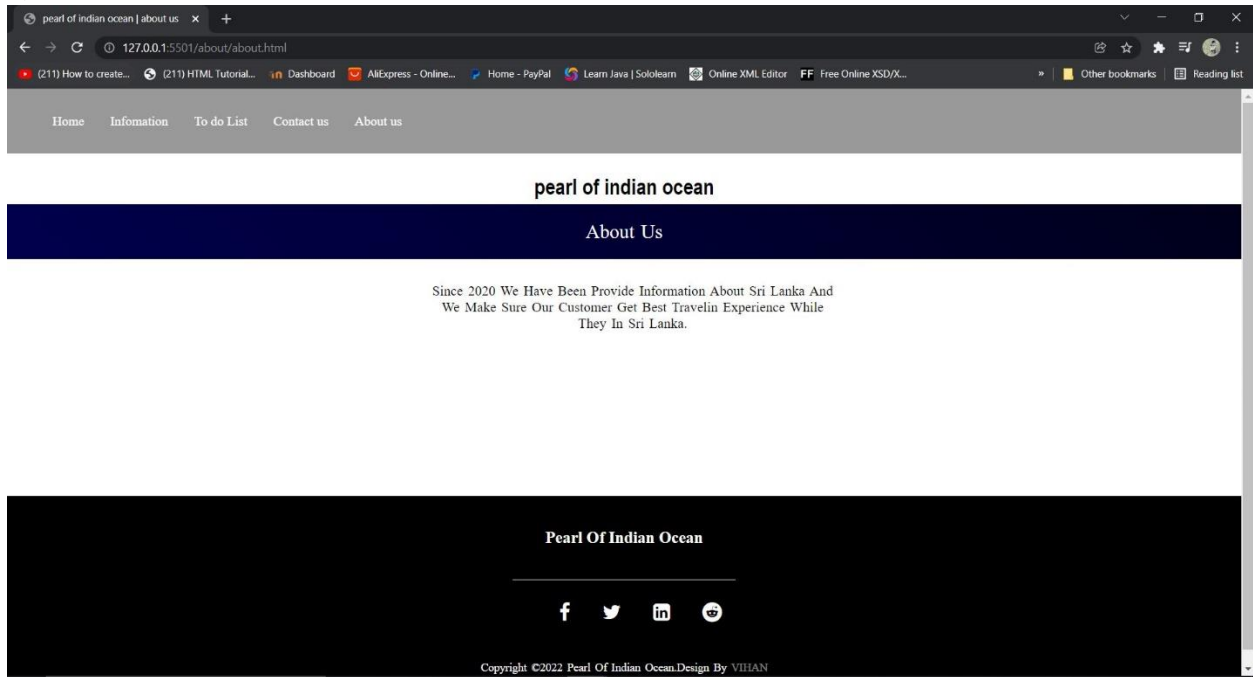 pearl of indian ocean | about us
127.0.0.1:5501/about/about.html
(211) How to create... (211) HTML Tutorial... Dashboard AliExpress - Online... Home - PayPal Learn Java | Sololearn Online XML Editor FF Free Online XSD/X... » Other bookmarks Reading list
Home Infomation To do List Contact us About us
pearl of indian ocean
About Us
Since 2020 We Have Been Provide Information About Sri Lanka And
We Make Sure Our Customer Get Best Travelin Experience While
They In Sri Lanka.
Pearl Of Indian Ocean
Copyright ©2022 Pearl Of Indian Ocean.Design By VIHAN